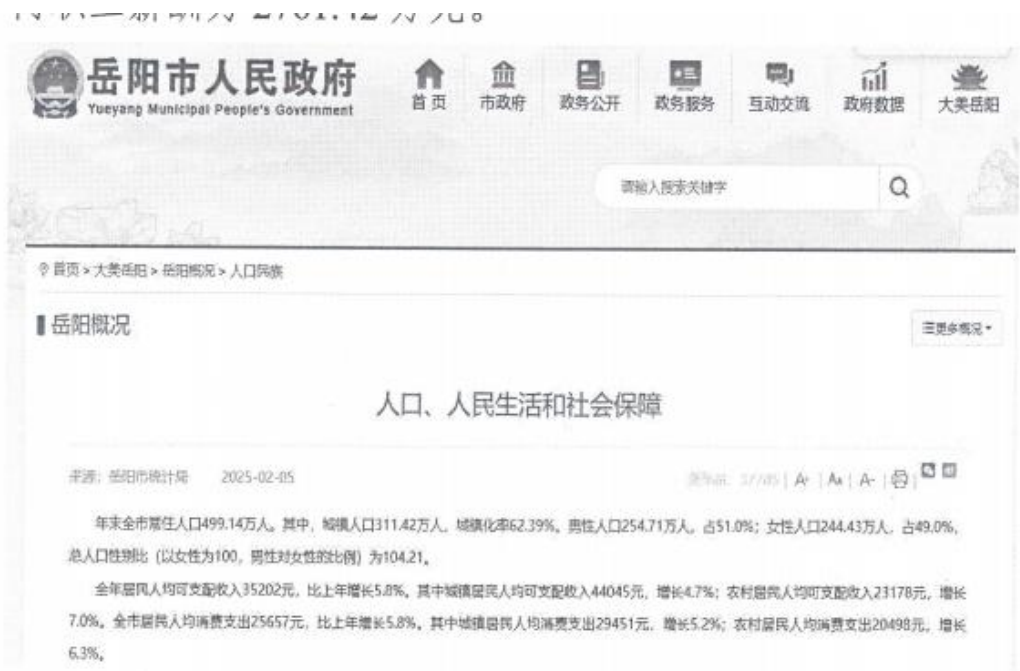 2761.42 万元。
岳阳市人民政府
Yueyang Municipal People's Government
首页
市政府
政务公开
政务服务
互动交流
政府数据
大美岳阳
请输入搜索关键字
首页 > 大美岳阳 > 岳阳概况 > 人口民族
岳阳概况
更多概况
人口、人民生活和社会保障
来源：岳阳市统计局 2025-02-05
| A+ | A | A- |
年末全市常住人口499.14万人。其中，城镇人口311.42万人，城镇化率62.39%。男性人口254.71万人，占51.0%；女性人口244.43万人，占49.0%，
总人口性别比（以女性为100，男性对女性的比例）为104.21。
全年居民人均可支配收入35202元，比上年增长5.8%。其中城镇居民人均可支配收入44045元，增长4.7%；农村居民人均可支配收入23178元，增长
7.0%。全市居民人均消费支出25657元，比上年增长5.8%。其中城镇居民人均消费支出29451元，增长5.2%；农村居民人均消费支出20498元，增长
6.3%。